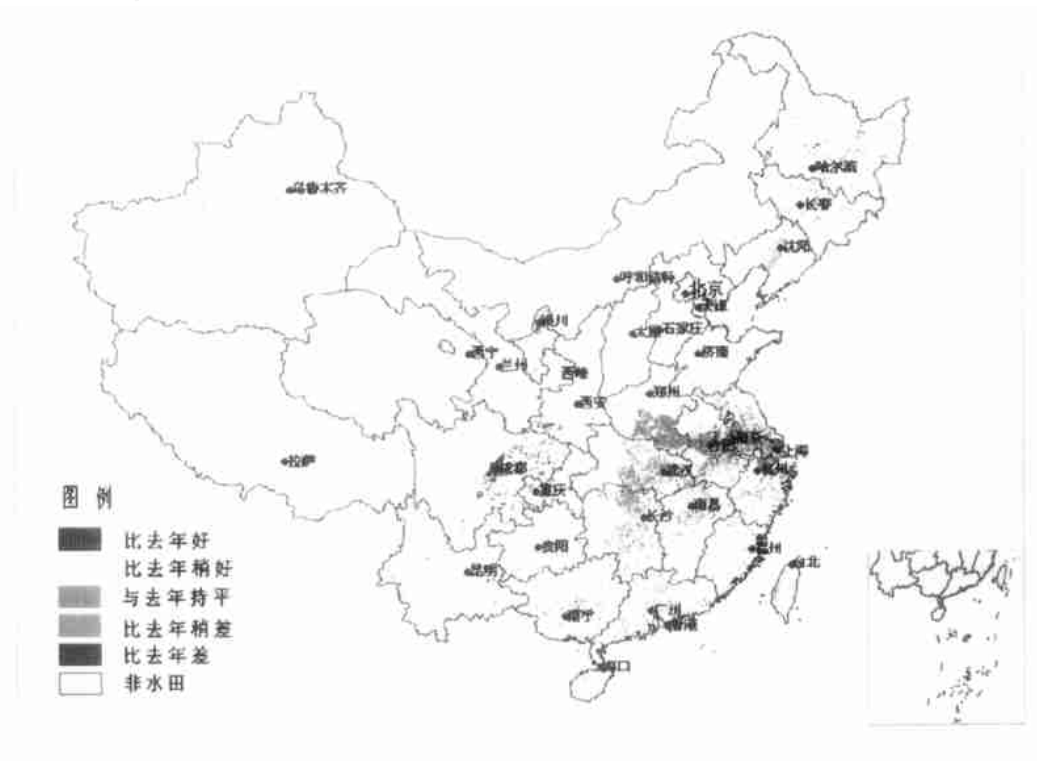 哈尔滨
乌鲁木齐
长春
沈阳
呼和浩特
北京
天津
银川
太原
石家庄
西宁
兰州
济南
西峰
郑州
西安
南京
合肥
上海
拉萨
成都
武汉
杭州
重庆
南昌
长沙
贵阳
福州
昆明
台北
广州
南宁
香港
海口
图 例
比去年好
比去年稍好
与去年持平
比去年稍差
比去年差
非水田